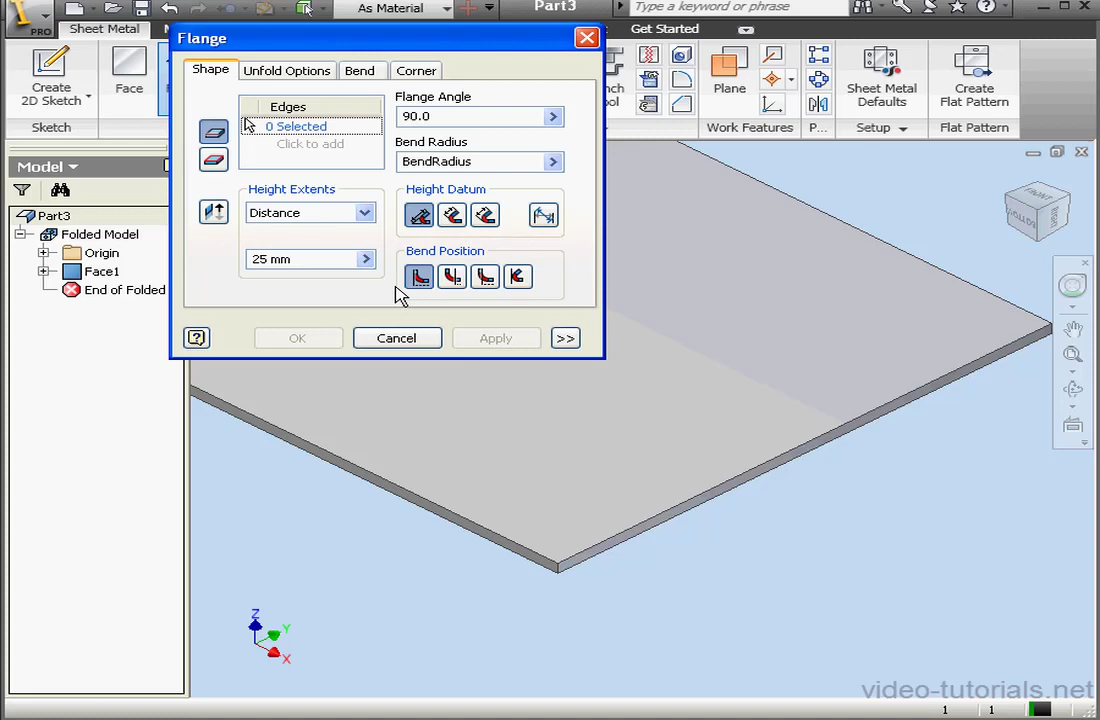 As Material
Part3
Type a keyword or phrase
PRO
Sheet Metal
Get Started
Create
2D Sketch
Face
Sketch
Plane
Work Features
P...
Sheet Metal
Defaults
Setup
Create
Flat Pattern
Flat Pattern
Flange
Shape
Unfold Options
Bend
Corner
Edges
0 Selected
Click to add
Flange Angle
90.0
Bend Radius
BendRadius
Height Extents
Distance
25 mm
Height Datum
Bend Position
OK
Cancel
Apply
>>
Model
Part3
Folded Model
Origin
Face1
End of Folded
FRONT
RIGHT
BOTTOM
Z
Y
X
video-tutorials.net
1
1